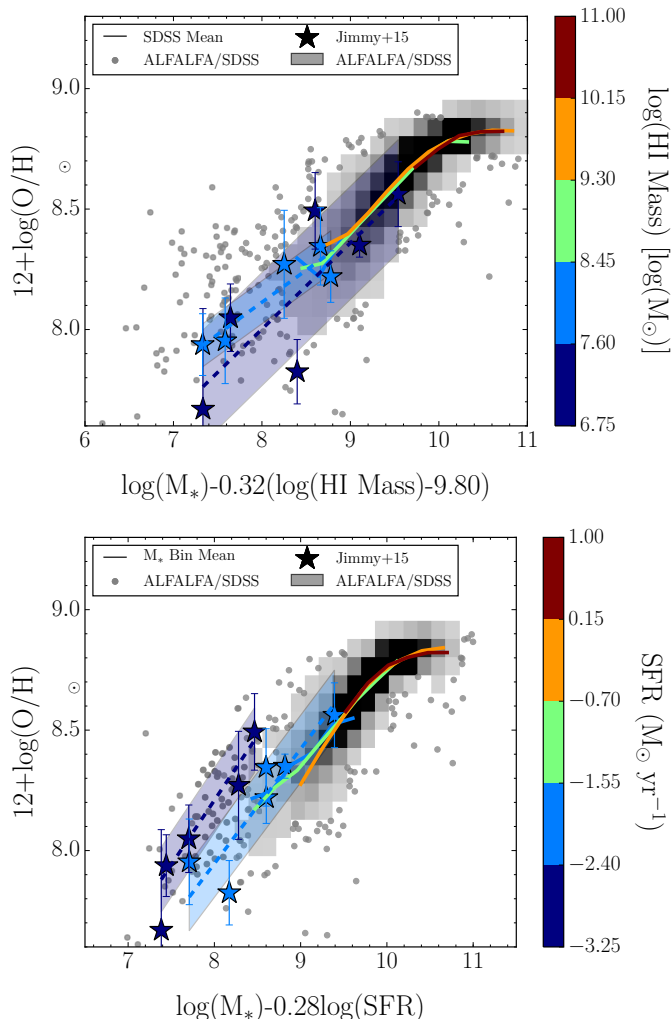 SDSS Mean
Jimmy+15
ALFALFA/SDSS
ALFALFA/SDSS
9.0
8.5
8.0
12+log(O/H)⊙
6 7 8 9 10 11
log(M*)-0.32(log(HI Mass)-9.80)
11.00
10.15
9.30
8.45
7.60
6.75
log(HI Mass) [log(M⊙)]
M* Bin Mean
Jimmy+15
ALFALFA/SDSS
ALFALFA/SDSS
9.0
8.5
8.0
12+log(O/H)⊙
7 8 9 10 11
log(M*)-0.28log(SFR)
1.00
0.15
−0.70
−1.55
−2.40
−3.25
SFR (M⊙ yr−1)